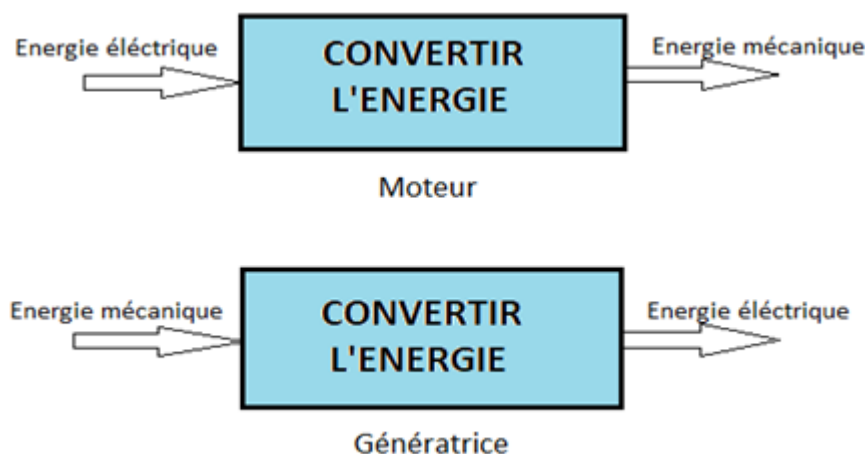 Energie éléctrique
CONVERTIR
L'ENERGIE
Energie mécanique
Moteur
Energie mécanique
CONVERTIR
L'ENERGIE
Energie éléctrique
Génératrice